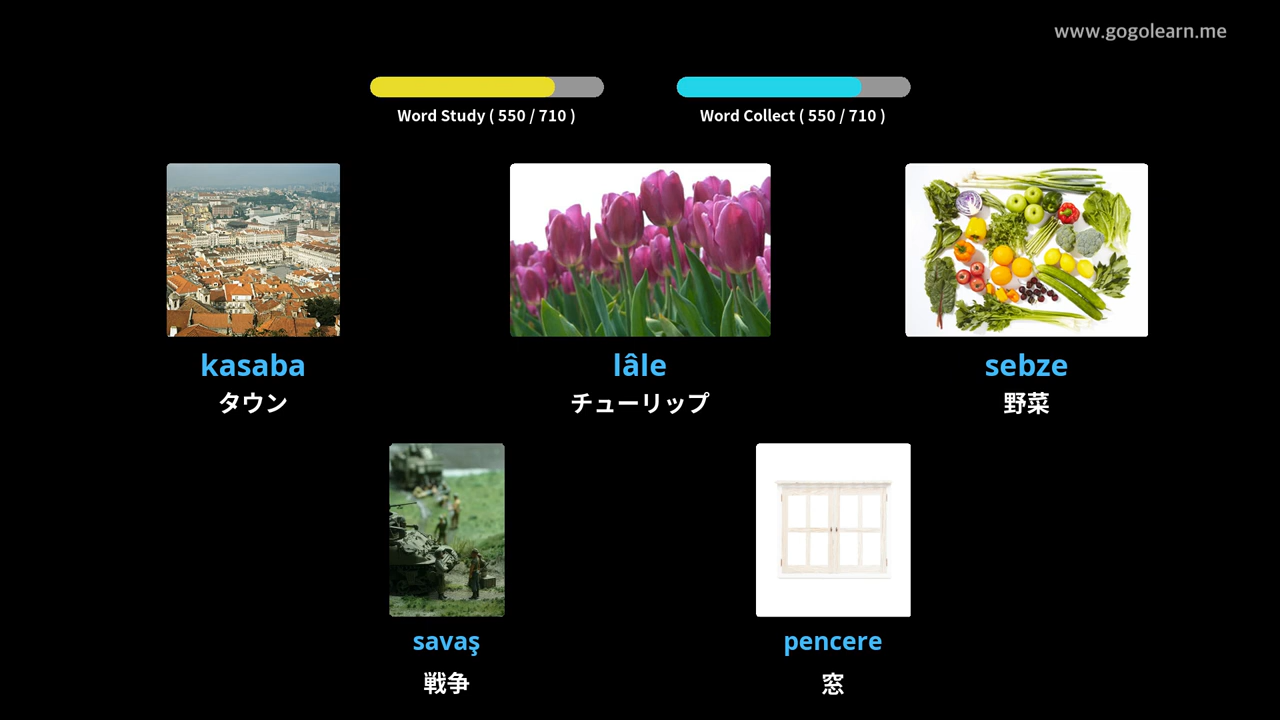 www.gogolearn.me
Word Study ( 550 / 710 )
Word Collect ( 550 / 710 )
kasaba
タウン
lâle
チューリップ
sebze
野菜
savaş
戦争
pencere
窓